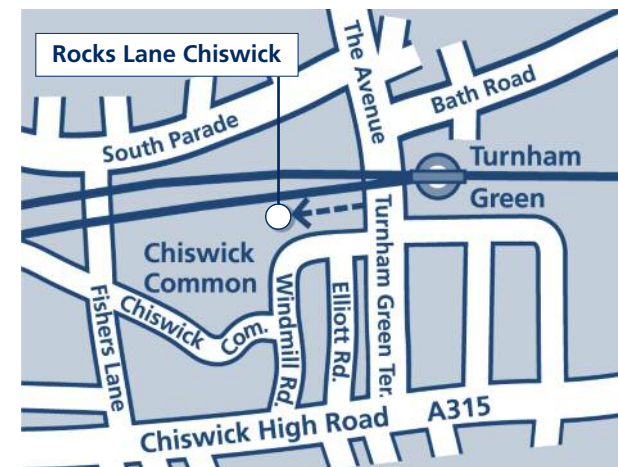 Rocks Lane Chiswick
The Avenue
Bath Road
South Parade
Turnham
Green
Chiswick
Common
Turnham Green Ter.
Fishers Lane
Chiswick
Com.
Windmill Rd.
Elliott Rd.
Chiswick High Road
A315